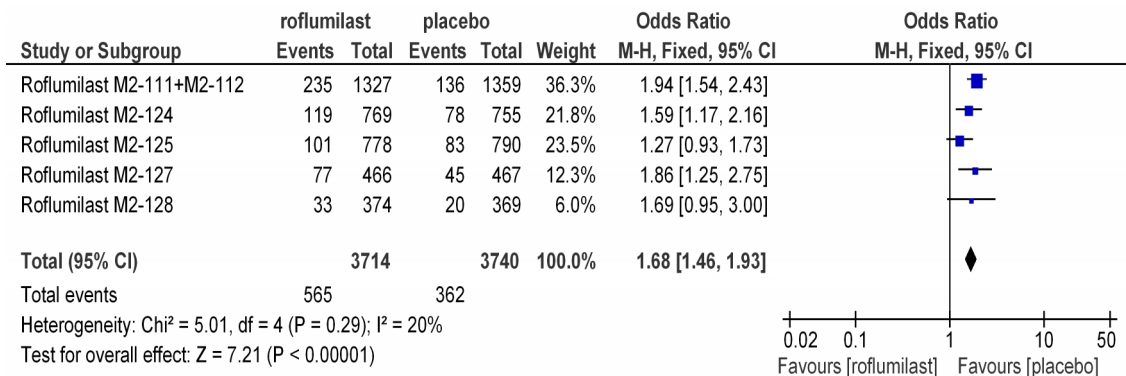 roflumilast placebo Odds Ratio Odds Ratio
Study or Subgroup Events Total Events Total Weight M-H, Fixed, 95% CI M-H, Fixed, 95% CI
Roflumilast M2-111+M2-112 235 1327 136 1359 36.3% 1.94 [1.54, 2.43]
Roflumilast M2-124 119 769 78 755 21.8% 1.59 [1.17, 2.16]
Roflumilast M2-125 101 778 83 790 23.5% 1.27 [0.93, 1.73]
Roflumilast M2-127 77 466 45 467 12.3% 1.86 [1.25, 2.75]
Roflumilast M2-128 33 374 20 369 6.0% 1.69 [0.95, 3.00]
Total (95% CI) 3714 3740 100.0% 1.68 [1.46, 1.93]
Total events 565 362
Heterogeneity: Chi² = 5.01, df = 4 (P = 0.29); I² = 20%
Test for overall effect: Z = 7.21 (P < 0.00001)
0.02 0.1 1 10 50
Favours [roflumilast] Favours [placebo]